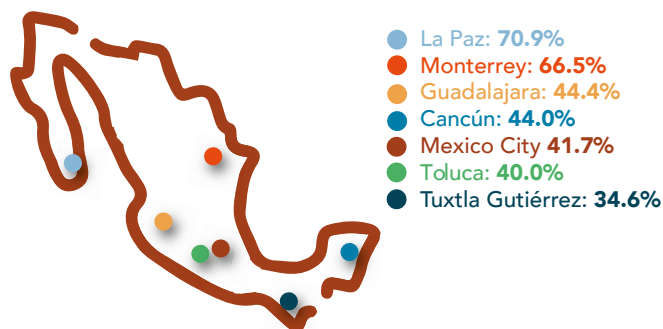 La Paz: 70.9%
Monterrey: 66.5%
Guadalajara: 44.4%
Cancún: 44.0%
Mexico City 41.7%
Toluca: 40.0%
Tuxtla Gutiérrez: 34.6%